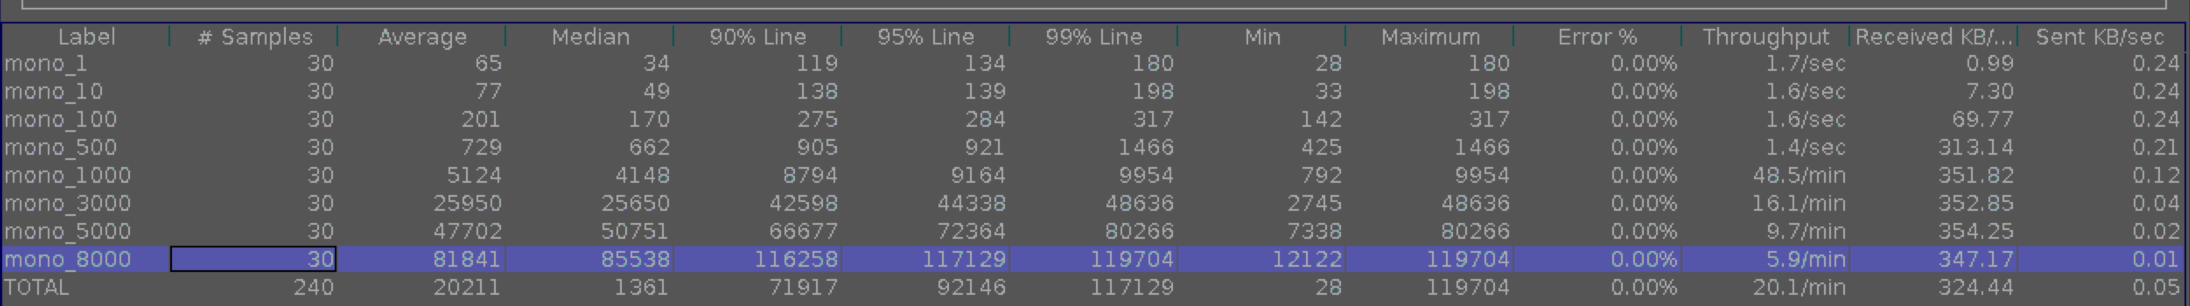 Label # Samples Average Median 90% Line 95% Line 99% Line Min Maximum Error % Throughput Received KB/... Sent KB/sec
mono_1 30 65 34 119 134 180 28 180 0.00% 1.7/sec 0.99 0.24
mono_10 30 77 49 138 139 198 33 198 0.00% 1.6/sec 7.30 0.24
mono_100 30 201 170 275 284 317 142 317 0.00% 1.6/sec 69.77 0.24
mono_500 30 729 662 905 921 1466 425 1466 0.00% 1.4/sec 313.14 0.21
mono_1000 30 5124 4148 8794 9164 9954 792 9954 0.00% 48.5/min 351.82 0.12
mono_3000 30 25950 25650 42598 44338 48636 2745 48636 0.00% 16.1/min 352.85 0.04
mono_5000 30 47702 50751 66677 72364 80266 7338 80266 0.00% 9.7/min 354.25 0.02
mono_8000 30 81841 85538 116258 117129 119704 12122 119704 0.00% 5.9/min 347.17 0.01
TOTAL 240 20211 1361 71917 92146 117129 28 119704 0.00% 20.1/min 324.44 0.05